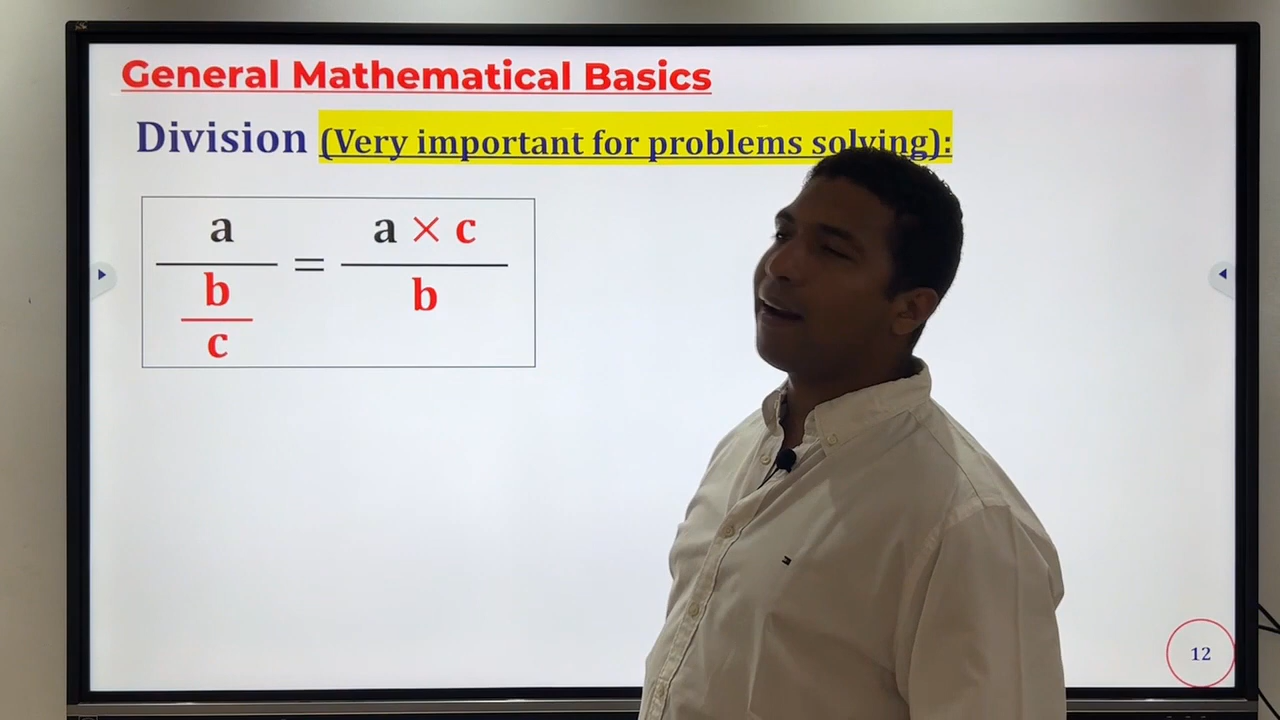 General Mathematical Basics
Division (Very important for problems solving):
a = a × c
b b
c
12